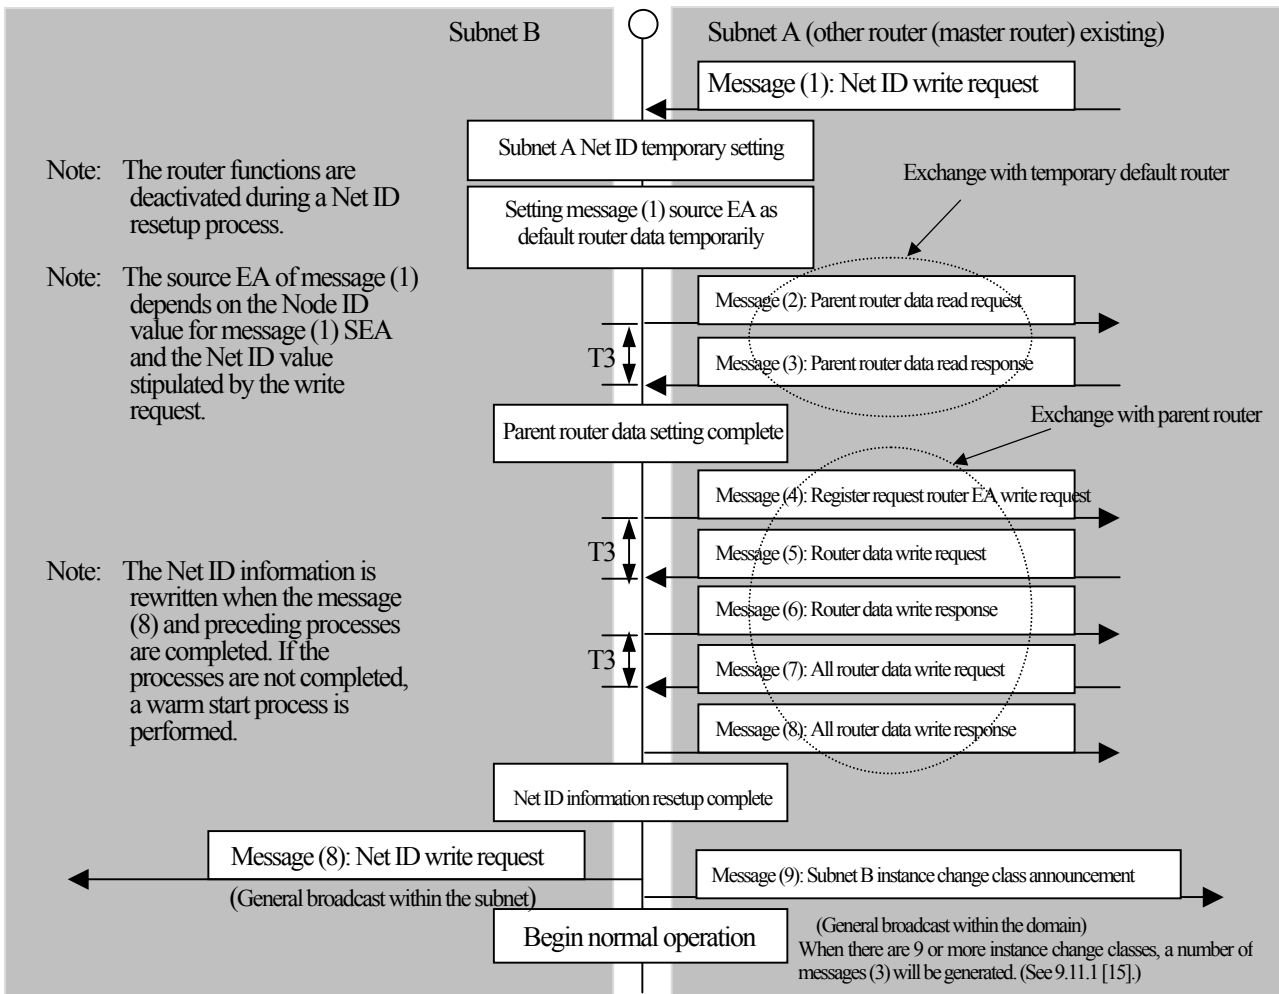 Subnet B
Subnet A (other router (master router) existing)
Message (1): Net ID write request
Subnet A Net ID temporary setting
Note: The router functions are
deactivated during a Net ID
resetup process.
Exchange with temporary default router
Setting message (1) source EA as
default router data temporarily
Note: The source EA of message (1)
depends on the Node ID
value for message (1) SEA
and the Net ID value
stipulated by the write
request.
Message (2): Parent router data read request
T3
Message (3): Parent router data read response
Exchange with parent router
Parent router data setting complete
Message (4): Register request router EA write request
T3
Message (5): Router data write request
Note: The Net ID information is
rewritten when the message
(8) and preceding processes
are completed. If the
processes are not completed,
a warm start process is
performed.
Message (6): Router data write response
T3
Message (7): All router data write request
Message (8): All router data write response
Net ID information resetup complete
Message (8): Net ID write request
(General broadcast within the subnet)
Message (9): Subnet B instance change class announcement
(General broadcast within the domain)
When there are 9 or more instance change classes, a number of
messages (3) will be generated. (See 9.11.1 [15].)
Begin normal operation